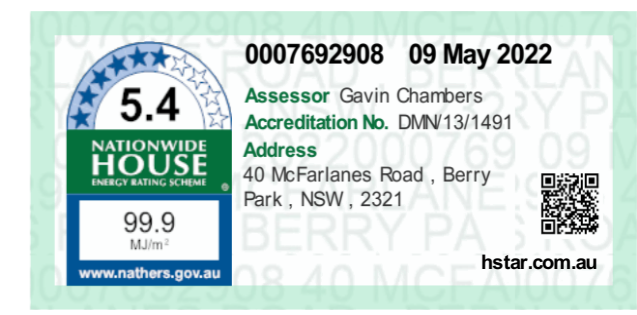 0007692908 09 May 2022
5.4
NATIONWIDE
HOUSE
ENERGY RATING SCHEME ®
99.9
MJ/m²
www.nathers.gov.au
Assessor Gavin Chambers
Accreditation No. DMN/13/1491
Address
40 McFarlanes Road , Berry
Park , NSW , 2321
hstar.com.au